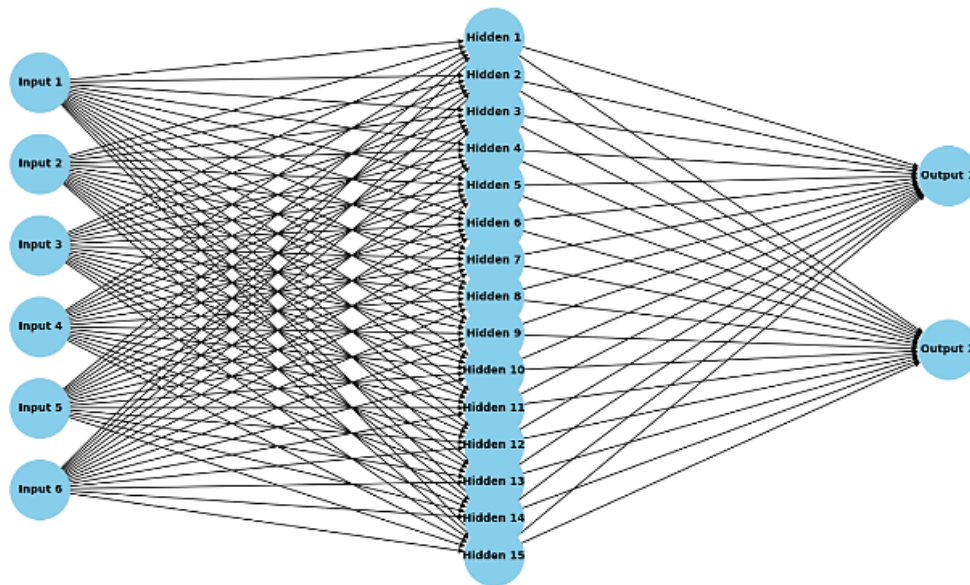 Input 1
Input 2
Input 3
Input 4
Input 5
Input 6
Hidden 1
Hidden 2
Hidden 3
Hidden 4
Hidden 5
Hidden 6
Hidden 7
Hidden 8
Hidden 9
Hidden 10
Hidden 11
Hidden 12
Hidden 13
Hidden 14
Hidden 15
Output
Output